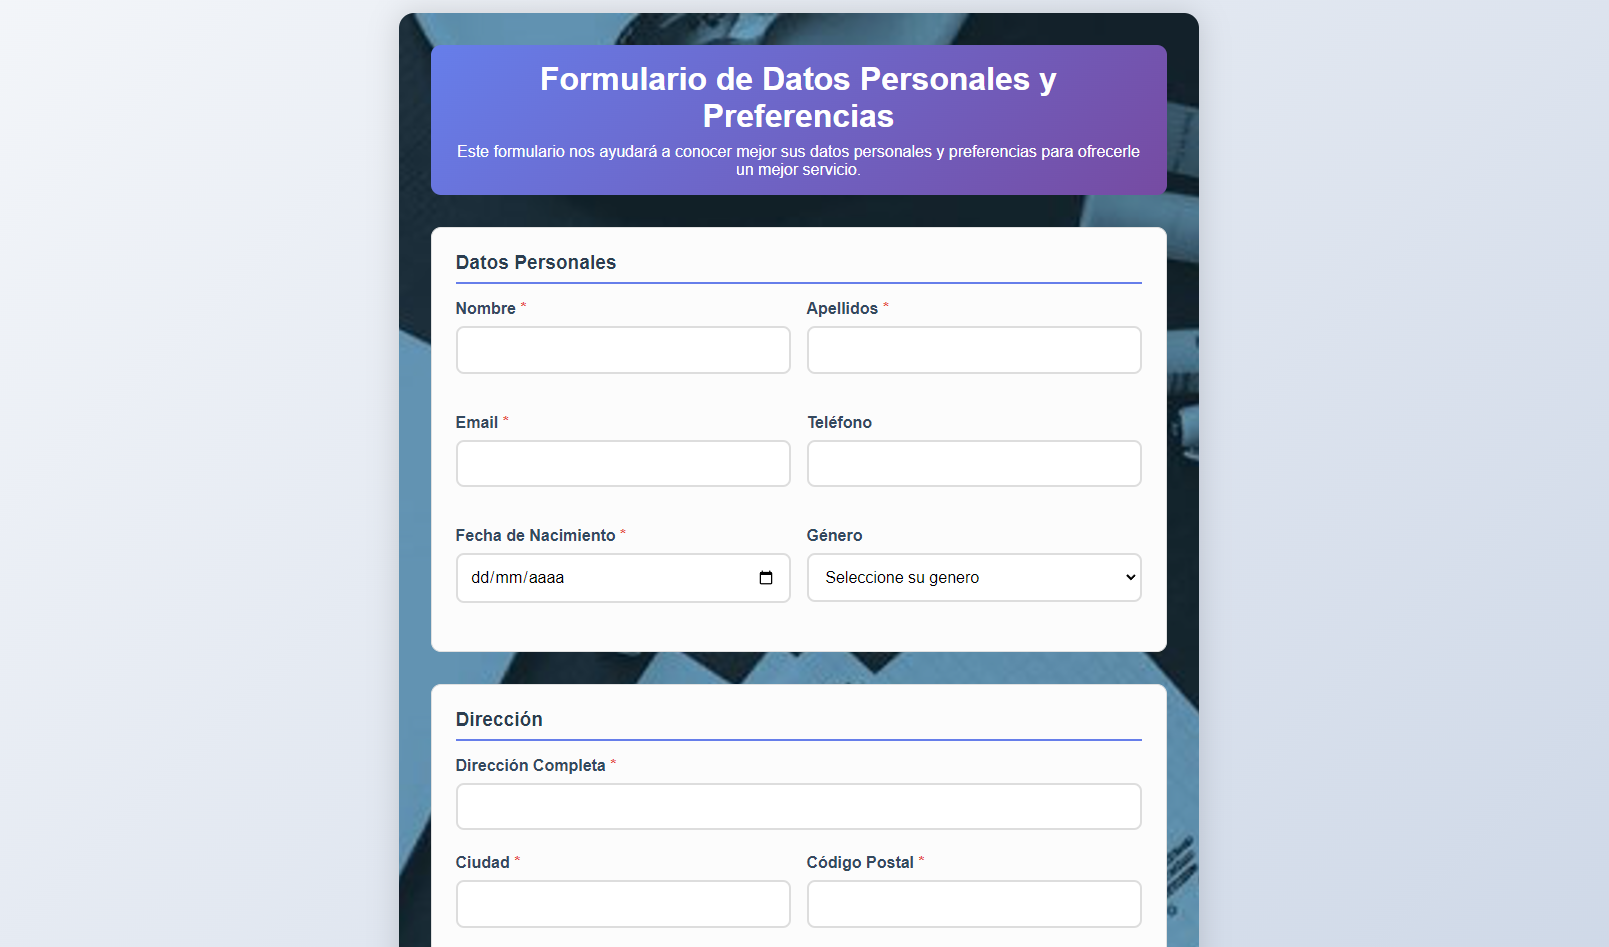 Formulario de Datos Personales y
Preferencias
Este formulario nos ayudará a conocer mejor sus datos personales y preferencias para ofrecerle
un mejor servicio.
Datos Personales
Nombre *
Apellidos *
Email *
Teléfono
Fecha de Nacimiento *
Género
dd/mm/aaaa
Seleccione su genero
Dirección
Dirección Completa *
Ciudad *
Código Postal *